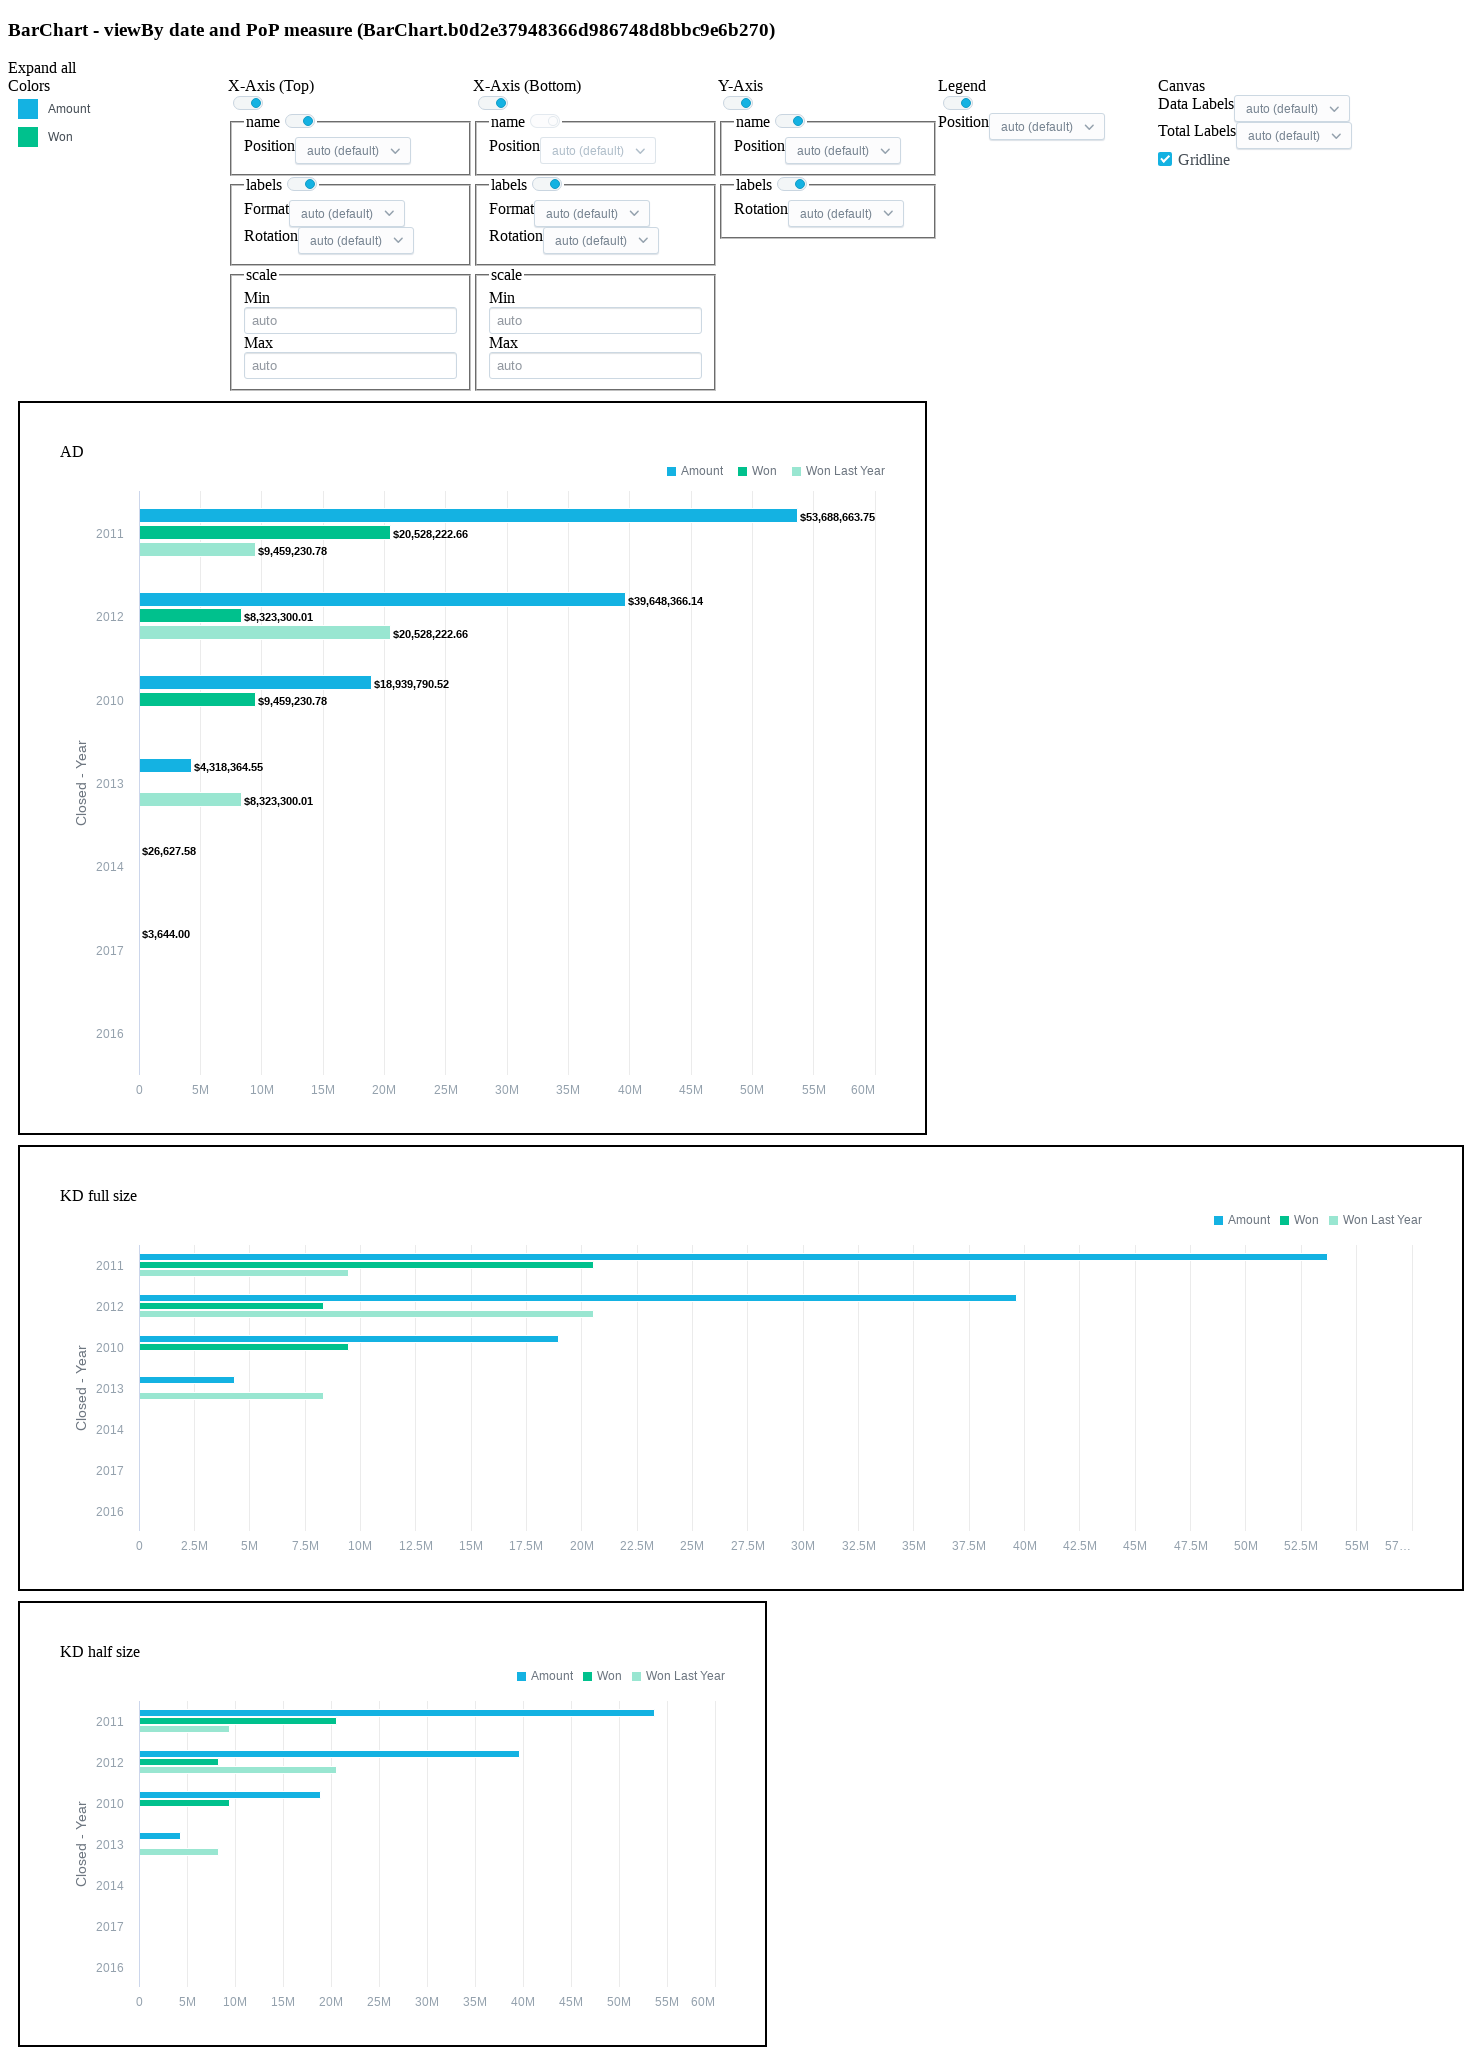 BarChart - viewBy date and PoP measure (BarChart.b0d2e37948366d986748d8bbc9e6b270)
Expand all
Colors
Amount
Won
X-Axis (Top)
name
Position auto (default)
labels
Format auto (default)
Rotation auto (default)
scale
Min
auto
Max
auto
X-Axis (Bottom)
name
Position auto (default)
labels
Format auto (default)
Rotation auto (default)
scale
Min
auto
Max
auto
Y-Axis
name
Position auto (default)
labels
Rotation auto (default)
Legend
Position auto (default)
Canvas
Data Labels auto (default)
Total Labels auto (default)
Gridline
AD
Amount Won Won Last Year
Closed - Year
2011
$53,688,663.75
$20,528,222.66
$9,459,230.78
2012
$39,648,366.14
$8,323,300.01
$20,528,222.66
2010
$18,939,790.52
$9,459,230.78
2013
$4,318,364.55
$8,323,300.01
2014
$26,627.58
2017
$3,644.00
2016
0 5M 10M 15M 20M 25M 30M 35M 40M 45M 50M 55M 60M
KD full size
Amount Won Won Last Year
Closed - Year
2011
2012
2010
2013
2014
2017
2016
0 2.5M 5M 7.5M 10M 12.5M 15M 17.5M 20M 22.5M 25M 27.5M 30M 32.5M 35M 37.5M 40M 42.5M 45M 47.5M 50M 52.5M 55M 57…
KD half size
Amount Won Won Last Year
Closed - Year
2011
2012
2010
2013
2014
2017
2016
0 5M 10M 15M 20M 25M 30M 35M 40M 45M 50M 55M 60M